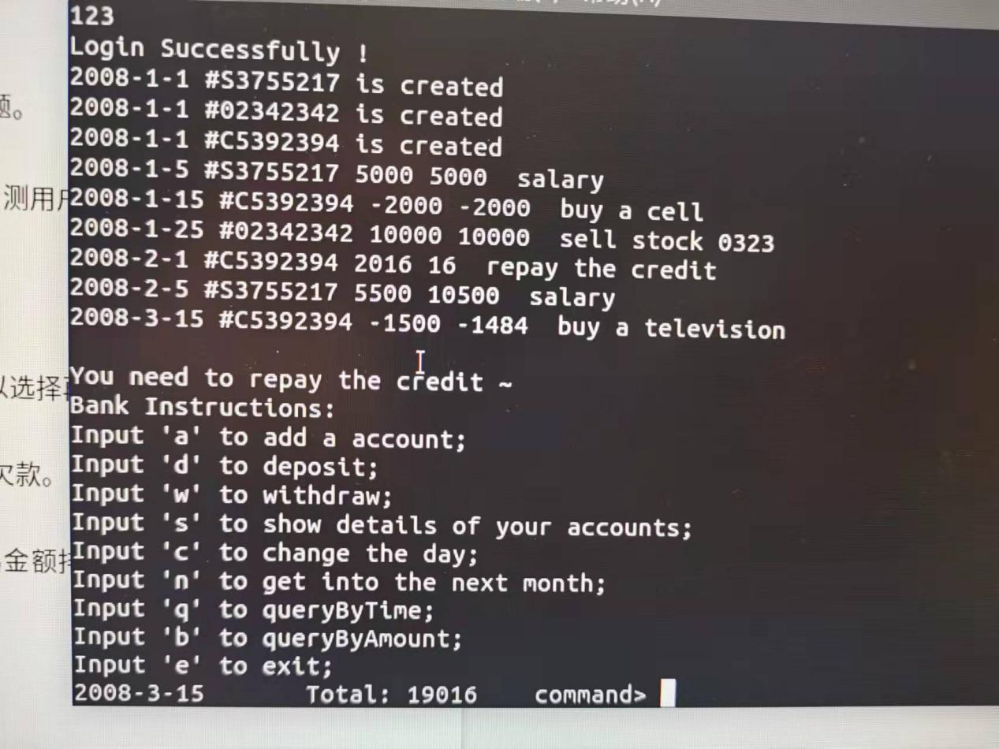 123
Login Successfully !
2008-1-1 #S3755217 is created
2008-1-1 #02342342 is created
2008-1-1 #C5392394 is created
2008-1-5 #S3755217 5000 5000 salary
2008-1-15 #C5392394 -2000 -2000 buy a cell
2008-1-25 #02342342 10000 10000 sell stock 0323
2008-2-1 #C5392394 2016 16 repay the credit
2008-2-5 #S3755217 5500 10500 salary
2008-3-15 #C5392394 -1500 -1484 buy a television
You need to repay the credit ~
Bank Instructions:
Input 'a' to add a account;
Input 'd' to deposit;
Input 'w' to withdraw;
Input 's' to show details of your accounts;
Input 'c' to change the day;
Input 'n' to get into the next month;
Input 'q' to queryByTime;
Input 'b' to queryByAmount;
Input 'e' to exit;
2008-3-15 Total: 19016 command>
题。
测用
选择
欠款。
金额